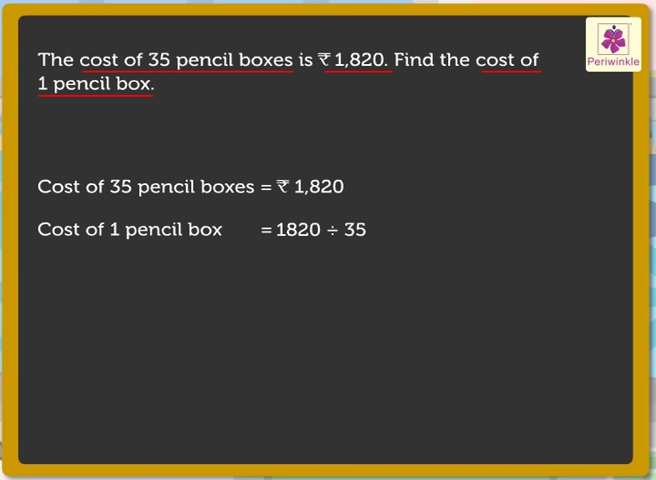 The cost of 35 pencil boxes is ₹ 1,820. Find the cost of
1 pencil box.
Periwinkle
Cost of 35 pencil boxes = ₹ 1,820
Cost of 1 pencil box = 1820 ÷ 35